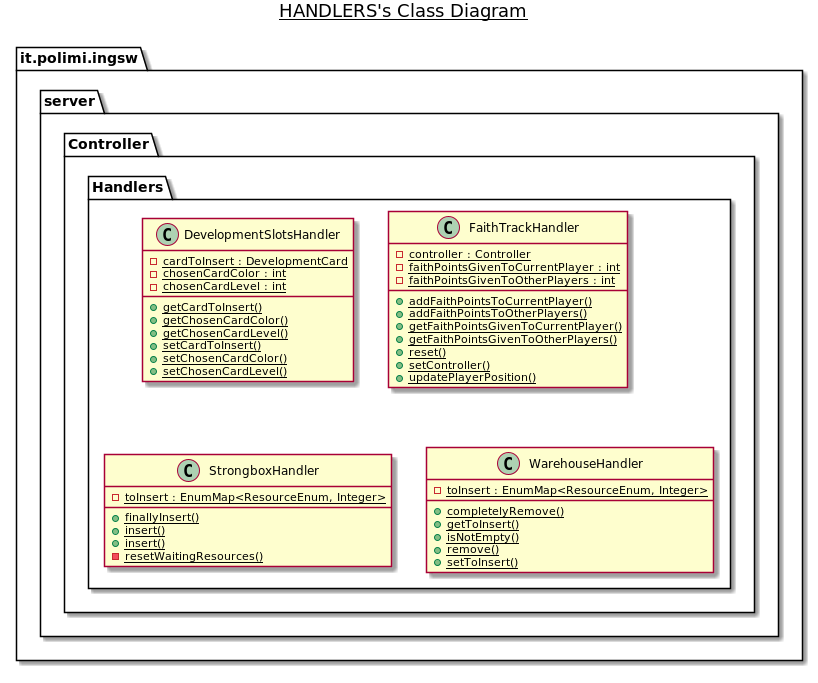 HANDLERS's Class Diagram
it.polimi.ingsw
server
Controller
Handlers
C DevelopmentSlotsHandler
cardToInsert : DevelopmentCard
chosenCardColor : int
chosenCardLevel : int
getCardToInsert()
getChosenCardColor()
getChosenCardLevel()
setCardToInsert()
setChosenCardColor()
setChosenCardLevel()
C FaithTrackHandler
controller : Controller
faithPointsGivenToCurrentPlayer : int
faithPointsGivenToOtherPlayers : int
addFaithPointsToCurrentPlayer()
addFaithPointsToOtherPlayers()
getFaithPointsGivenToCurrentPlayer()
getFaithPointsGivenToOtherPlayers()
reset()
setController()
updatePlayerPosition()
C StrongboxHandler
toInsert : EnumMap<ResourceEnum, Integer>
finallyInsert()
insert()
insert()
resetWaitingResources()
C WarehouseHandler
toInsert : EnumMap<ResourceEnum, Integer>
completelyRemove()
getToInsert()
isNotEmpty()
remove()
setToInsert()